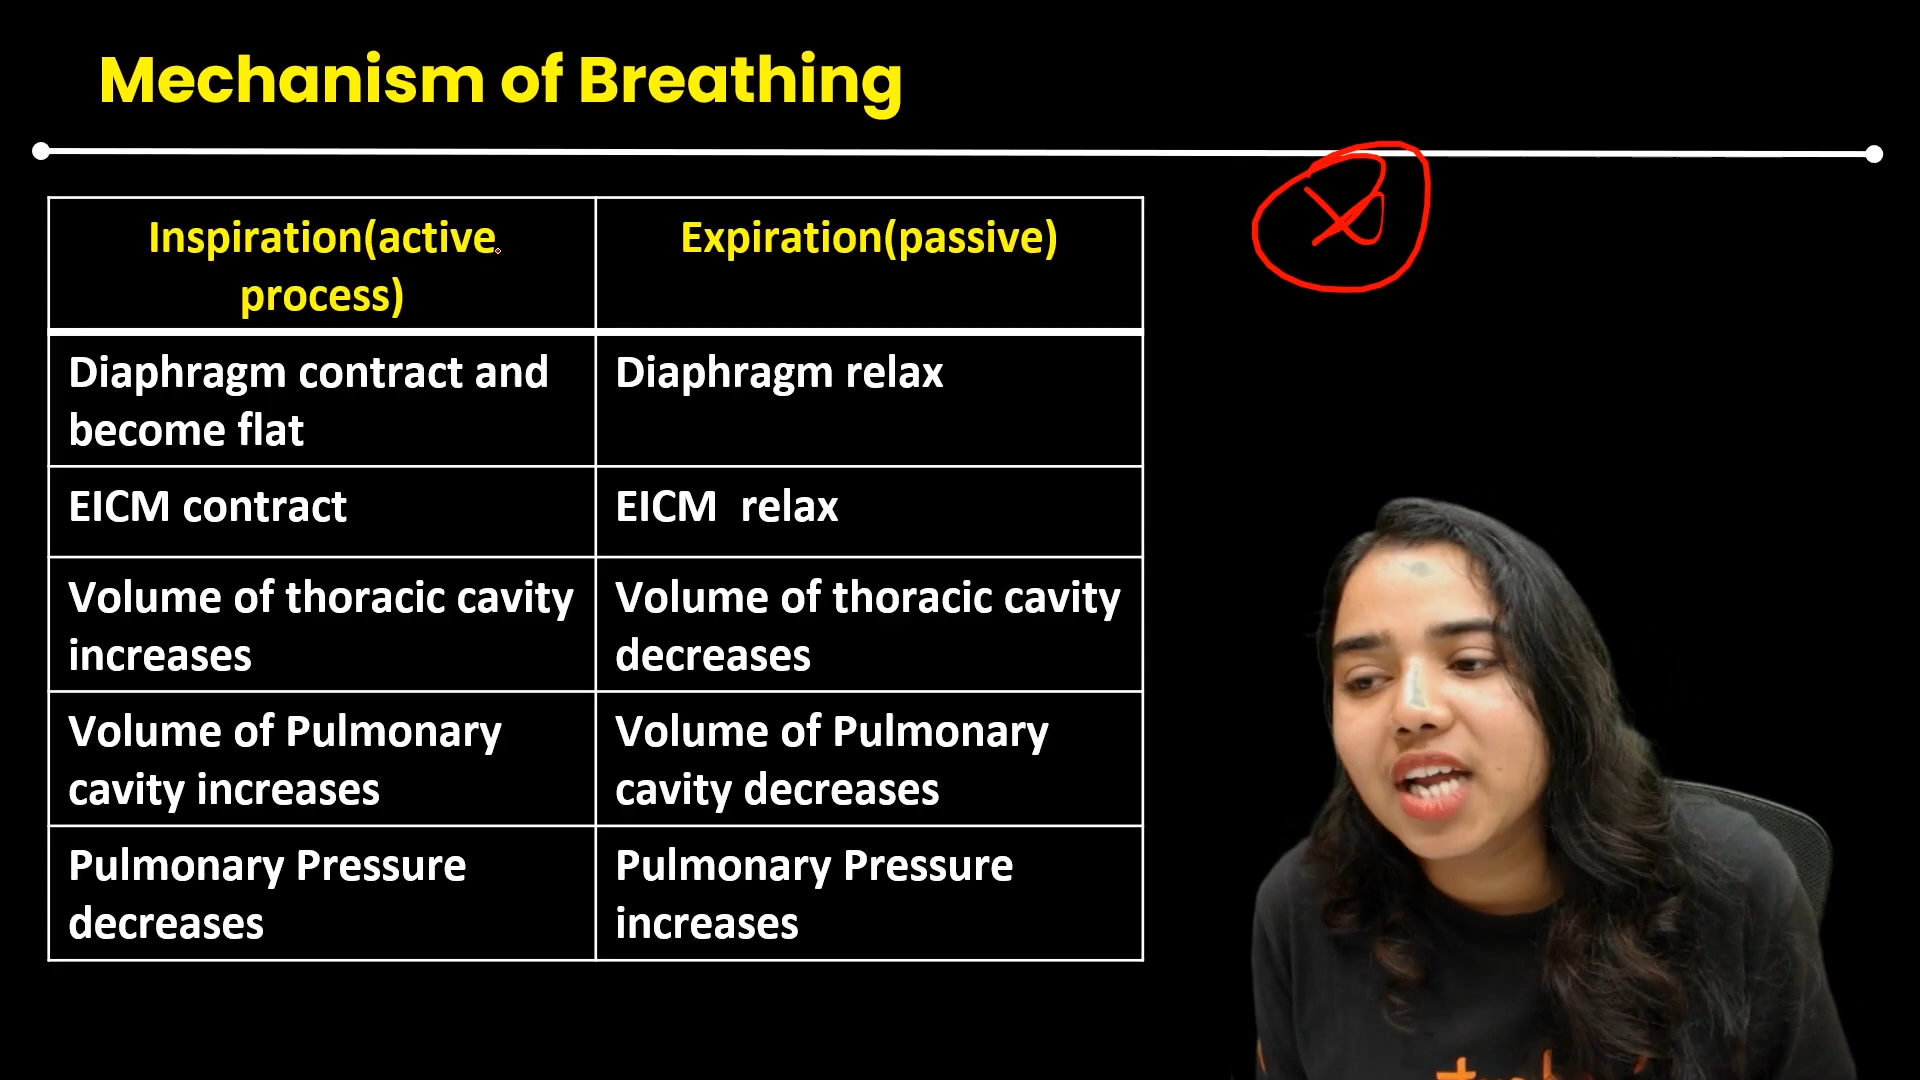 Mechanism of Breathing
Inspiration(active
process)
Expiration(passive)
Diaphragm contract and
become flat
Diaphragm relax
EICM contract
EICM  relax
Volume of thoracic cavity
increases
Volume of thoracic cavity
decreases
Volume of Pulmonary
cavity increases
Volume of Pulmonary
cavity decreases
Pulmonary Pressure
decreases
Pulmonary Pressure
increases